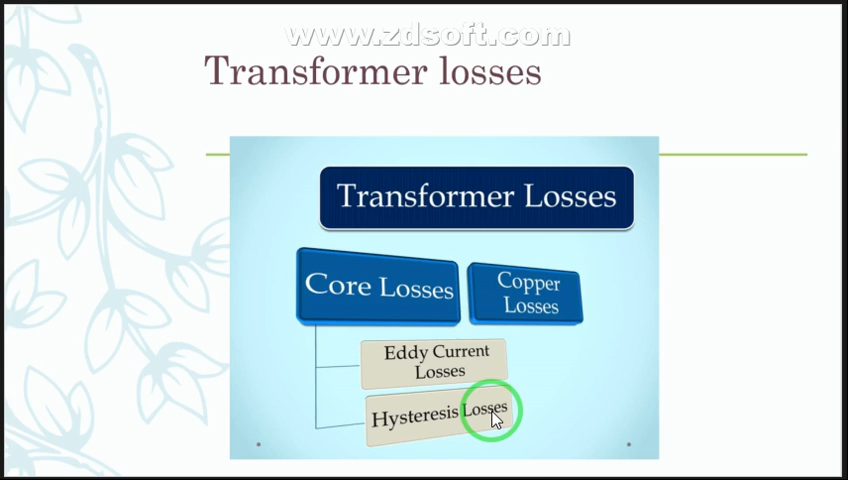 www.zdsoft.com
Transformer losses
Transformer Losses
Core Losses
Copper
Losses
Eddy Current
Losses
Hysteresis Losses